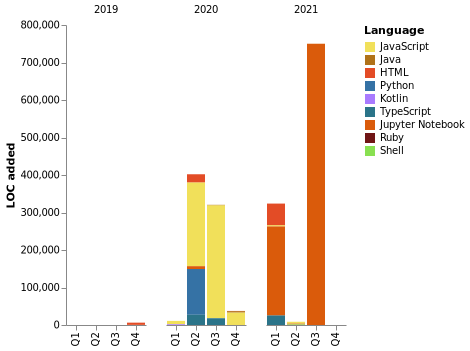 2019 2020 2021
Language
JavaScript
Java
HTML
Python
Kotlin
TypeScript
Jupyter Notebook
Ruby
Shell
LOC added
800,000
700,000
600,000
500,000
400,000
300,000
200,000
100,000
0
Q1 Q2 Q3 Q4 Q1 Q2 Q3 Q4 Q1 Q2 Q3 Q4